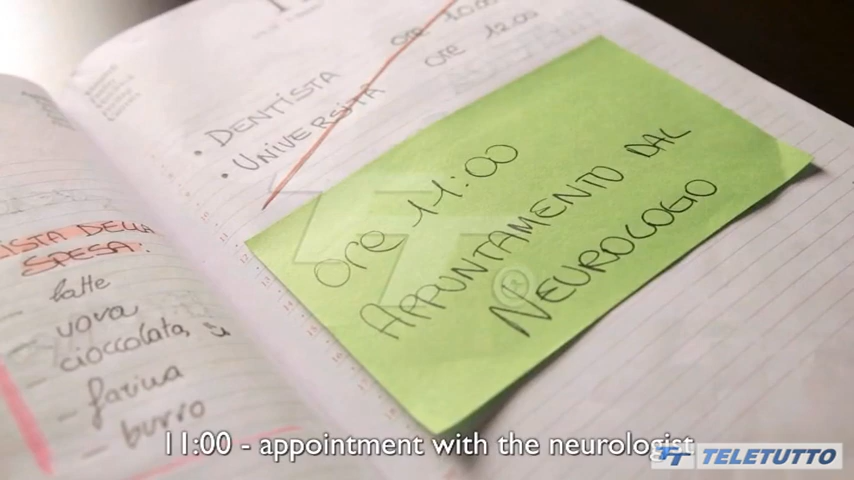 ore 10.00
ore 12.00
• DENTISTA
• UNIVERSITÀ
ore 11:00
APPUNTAMENTO DAL
NEUROLOGO
LISTA DELLA
SPESA:
- latte
- uova
- cioccolata
- farina
- burro
11:00 - appointment with the neurologist
TT TELETUTTO